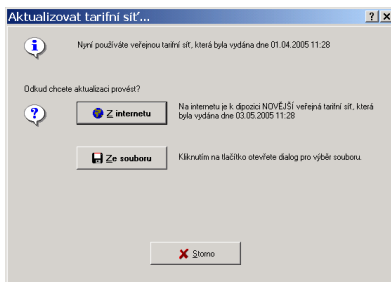 Aktualizovat tarifní síť...
Nyní používáte veřejnou tarifní síť, která byla vydána dne 01.04.2005 11:28
Odkud chcete aktualizaci provést?
Z internetu
Na internetu je k dipozici NOVĚJŠÍ veřejná tarifní síť, která
byla vydána dne 03.05.2005 11:28
Ze souboru
Kliknutím na tlačítko otevřete dialog pro výběr souboru.
Storno